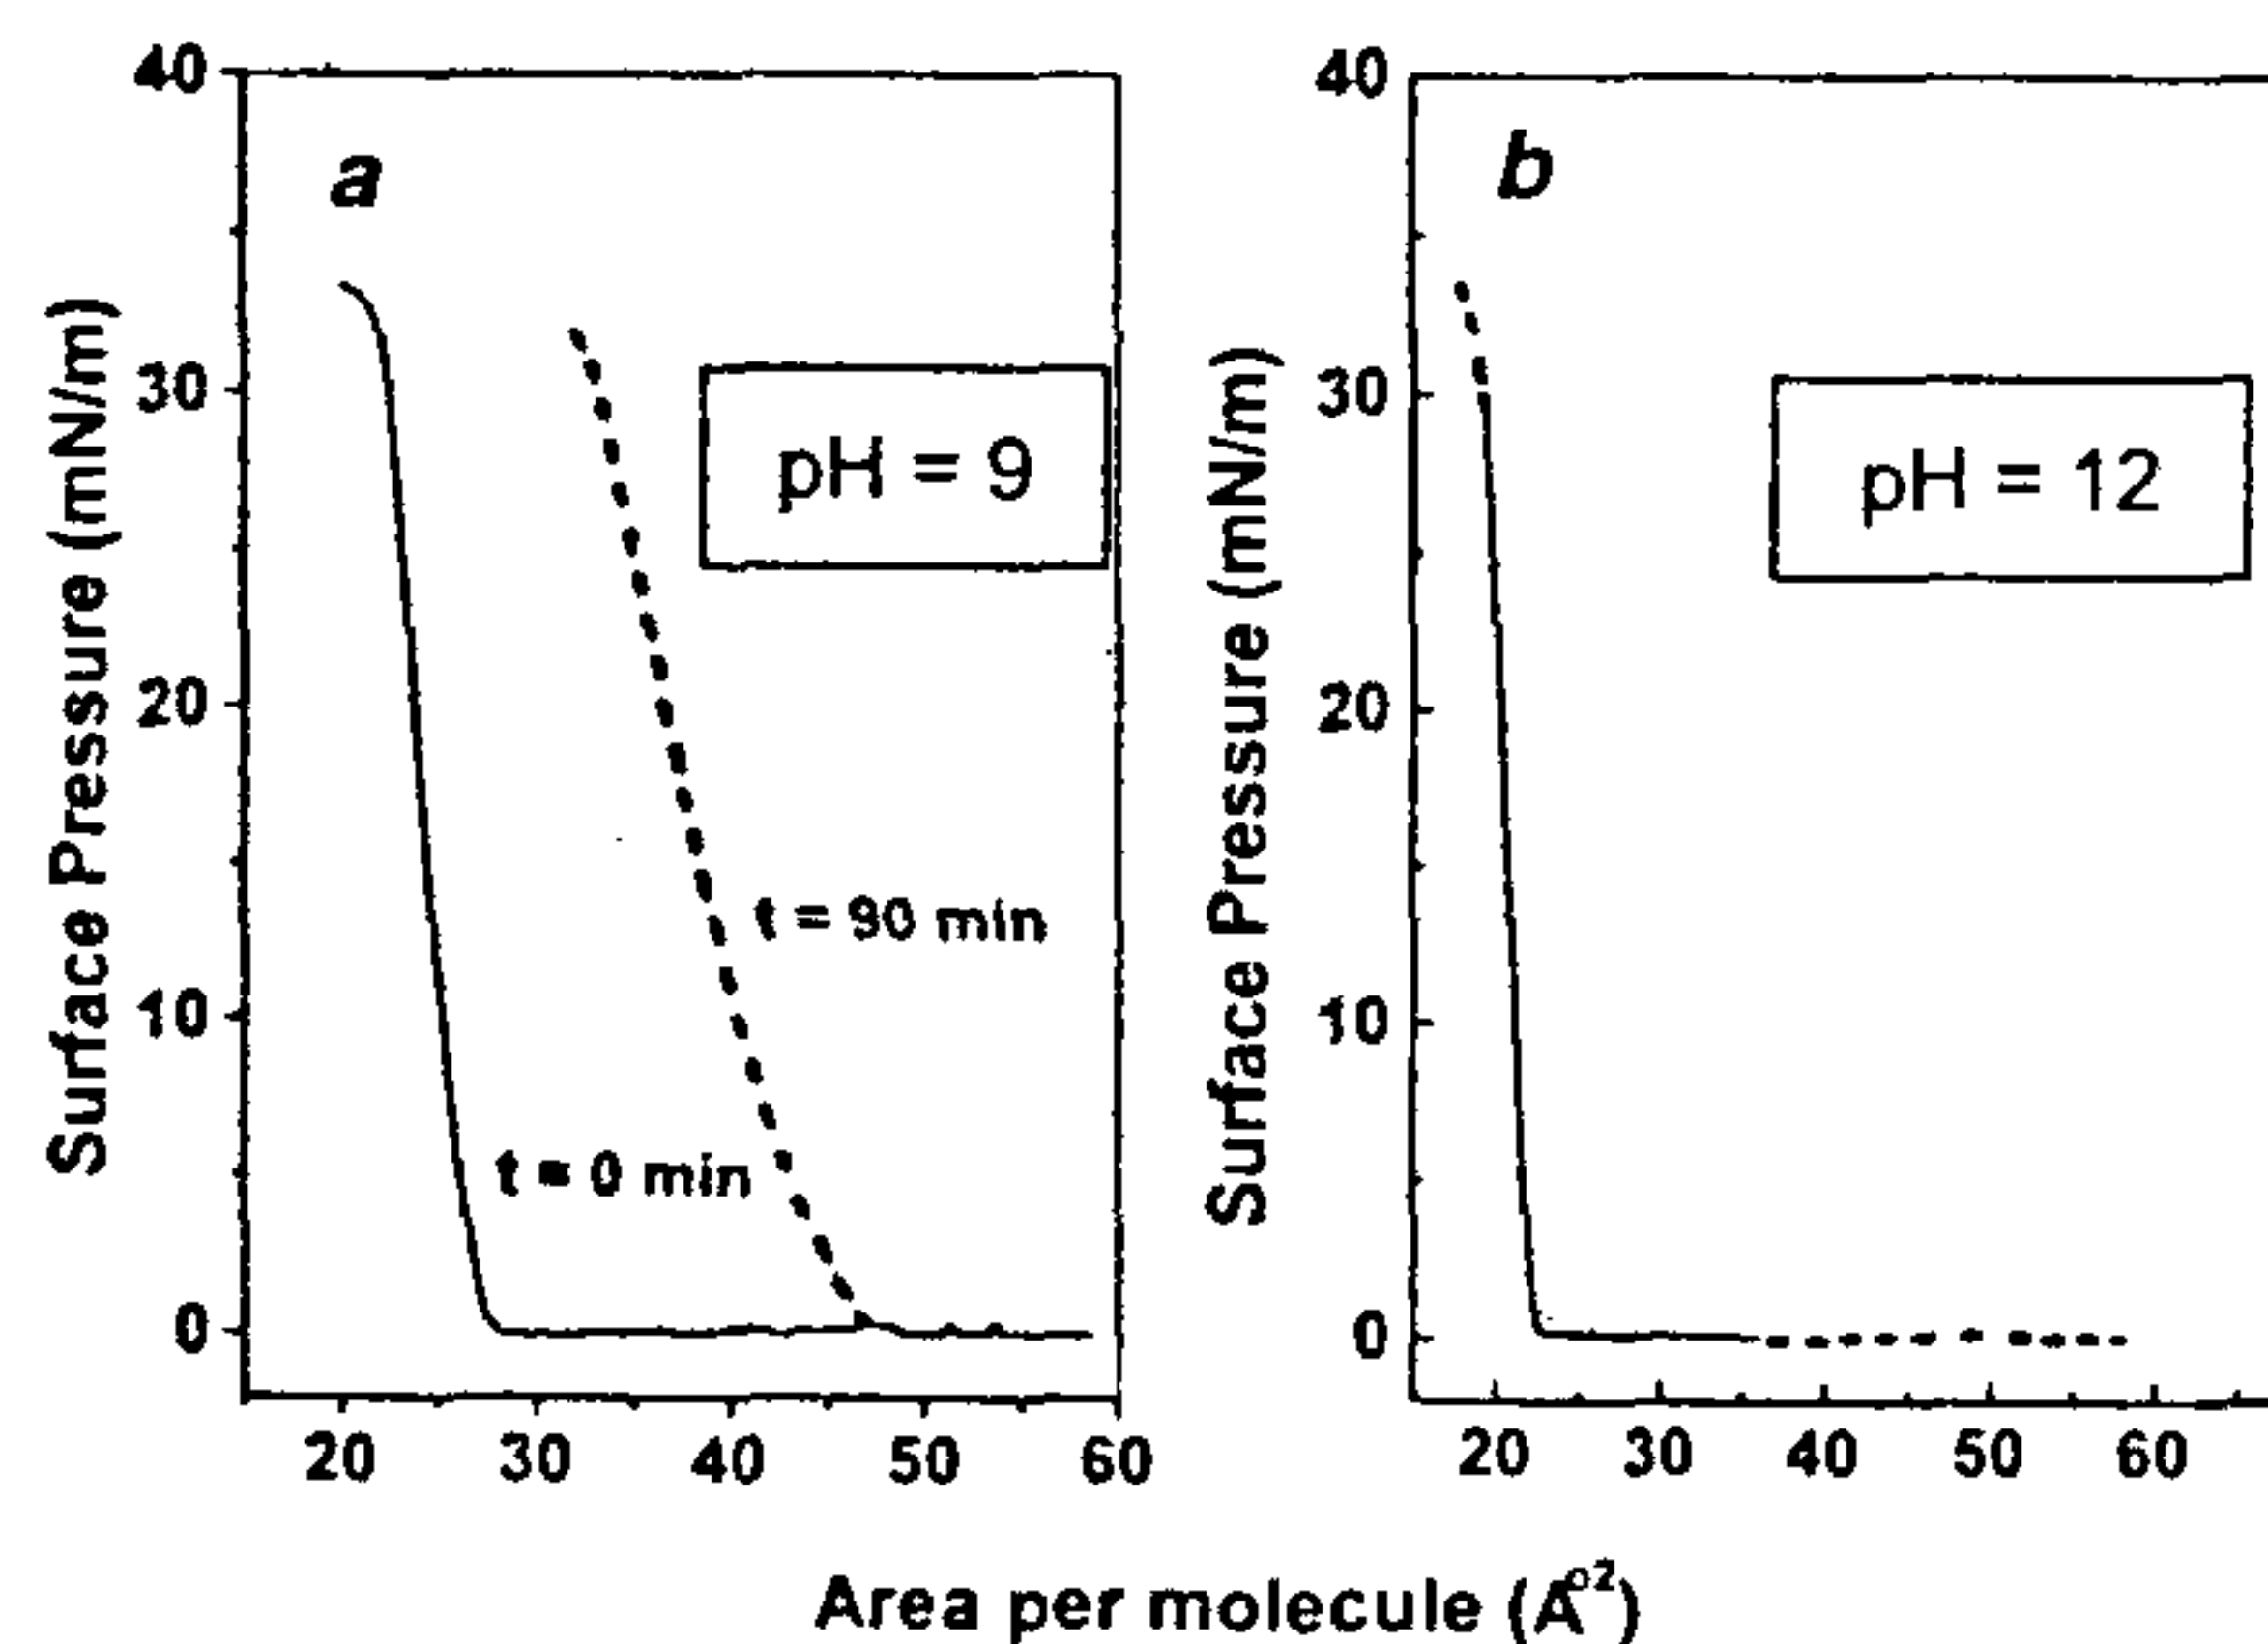 a
Surface Pressure (mN/m)
40
30
20
10
0
pH = 9
t = 90 min
t = 0 min
20 30 40 50 60
b
Surface Pressure (mN/m)
40
30
20
10
0
pH = 12
20 30 40 50 60
Area per molecule (Å²)